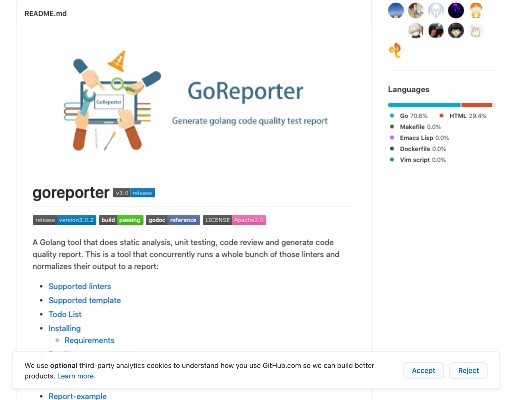 README.md
GoReporter
GoReporter
Generate golang code quality test report
goreporter v3.0 release
release version3.0.2 build passing godoc reference LICENSE Apache2.0
A Golang tool that does static analysis, unit testing, code review and generate code
quality report. This is a tool that concurrently runs a whole bunch of those linters and
normalizes their output to a report:
Supported linters
Supported template
Todo List
Installing
Requirements
Report-example
Languages
Go 70.6% HTML 29.4%
Makefile 0.0%
Emacs Lisp 0.0%
Dockerfile 0.0%
Vim script 0.0%
We use optional third-party analytics cookies to understand how you use GitHub.com so we can build better
products. Learn more.
Accept Reject